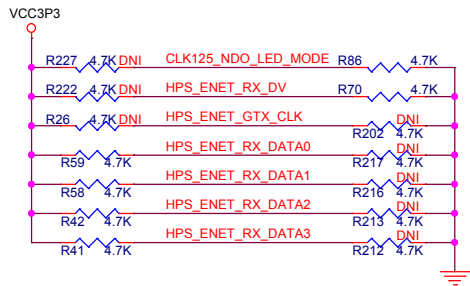 VCC3P3
R227 4.7K DNI CLK125_NDO_LED_MODE R86 4.7K
R222 4.7K DNI HPS_ENET_RX_DV R70 4.7K
R26 4.7K DNI HPS_ENET_GTX_CLK R202 4.7K DNI
R59 4.7K HPS_ENET_RX_DATA0 R217 4.7K DNI
R58 4.7K HPS_ENET_RX_DATA1 R216 4.7K DNI
R42 4.7K HPS_ENET_RX_DATA2 R213 4.7K DNI
R41 4.7K HPS_ENET_RX_DATA3 R212 4.7K DNI